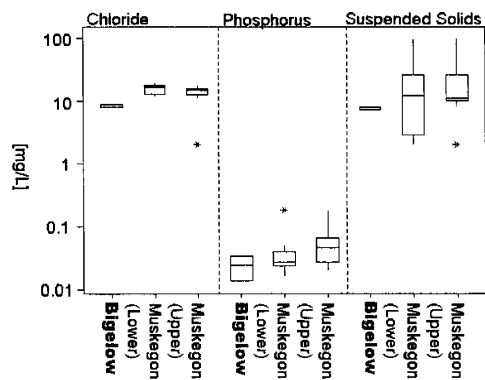 Chloride
Phosphorus
Suspended Solids
[mg/L]
100
10
1
0.1
0.01
Bigelow
Muskegon
(Lower)
Muskegon
(Upper)
Bigelow
Muskegon
(Lower)
Muskegon
(Upper)
Bigelow
Muskegon
(Lower)
Muskegon
(Upper)